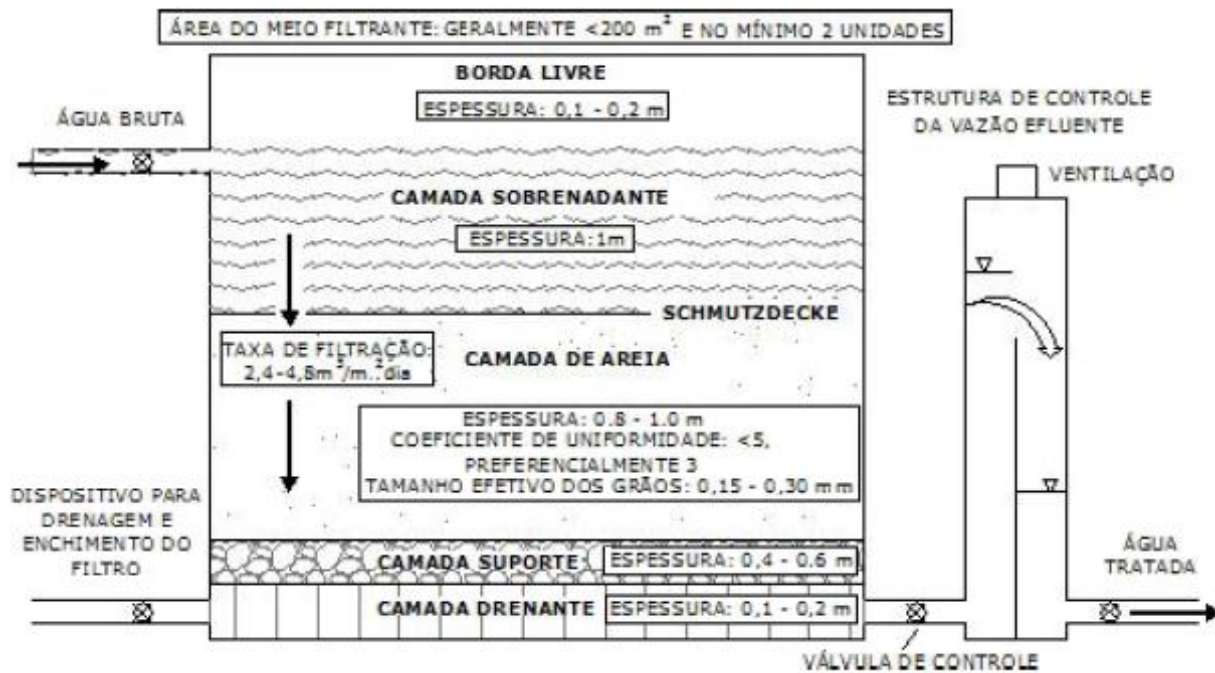 ÁREA DO MEIO FILTRANTE: GERALMENTE <200 m² E NO MÍNIMO 2 UNIDADES
BORDA LIVRE
ESPESSURA: 0,1 - 0,2 m
ÁGUA BRUTA
ESTRUTURA DE CONTROLE
DA VAZÃO EFLUENTE
VENTILAÇÃO
CAMADA SOBRENADANTE
ESPESSURA: 1m
SCHMUTZDECKE
TAXA DE FILTRAÇÃO:
2,4-4,8m³/m².dia
CAMADA DE AREIA
ESPESSURA: 0.8 - 1.0 m
COEFICIENTE DE UNIFORMIDADE: <5,
PREFERENCIALMENTE 3
TAMANHO EFETIVO DOS GRÃOS: 0,15 - 0,30 mm
DISPOSITIVO PARA
DRENAGEM E
ENCHIMENTO DO
FILTRO
CAMADA SUPORTE
ESPESSURA: 0,4 - 0.6 m
ÁGUA
TRATADA
CAMADA DRENANTE
ESPESSURA: 0,1 - 0,2 m
VÁLVULA DE CONTROLE